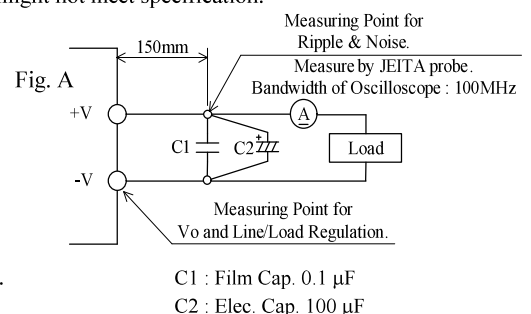 might not meet specification.
Measuring Point for
Ripple & Noise.
150mm
Measure by JEITA probe.
Fig. A
Bandwidth of Oscilloscope : 100MHz
+V
A
C1
+
C2
Load
-V
Measuring Point for
Vo and Line/Load Regulation.
.
C1 : Film Cap. 0.1 μF
C2 : Elec. Cap. 100 μF